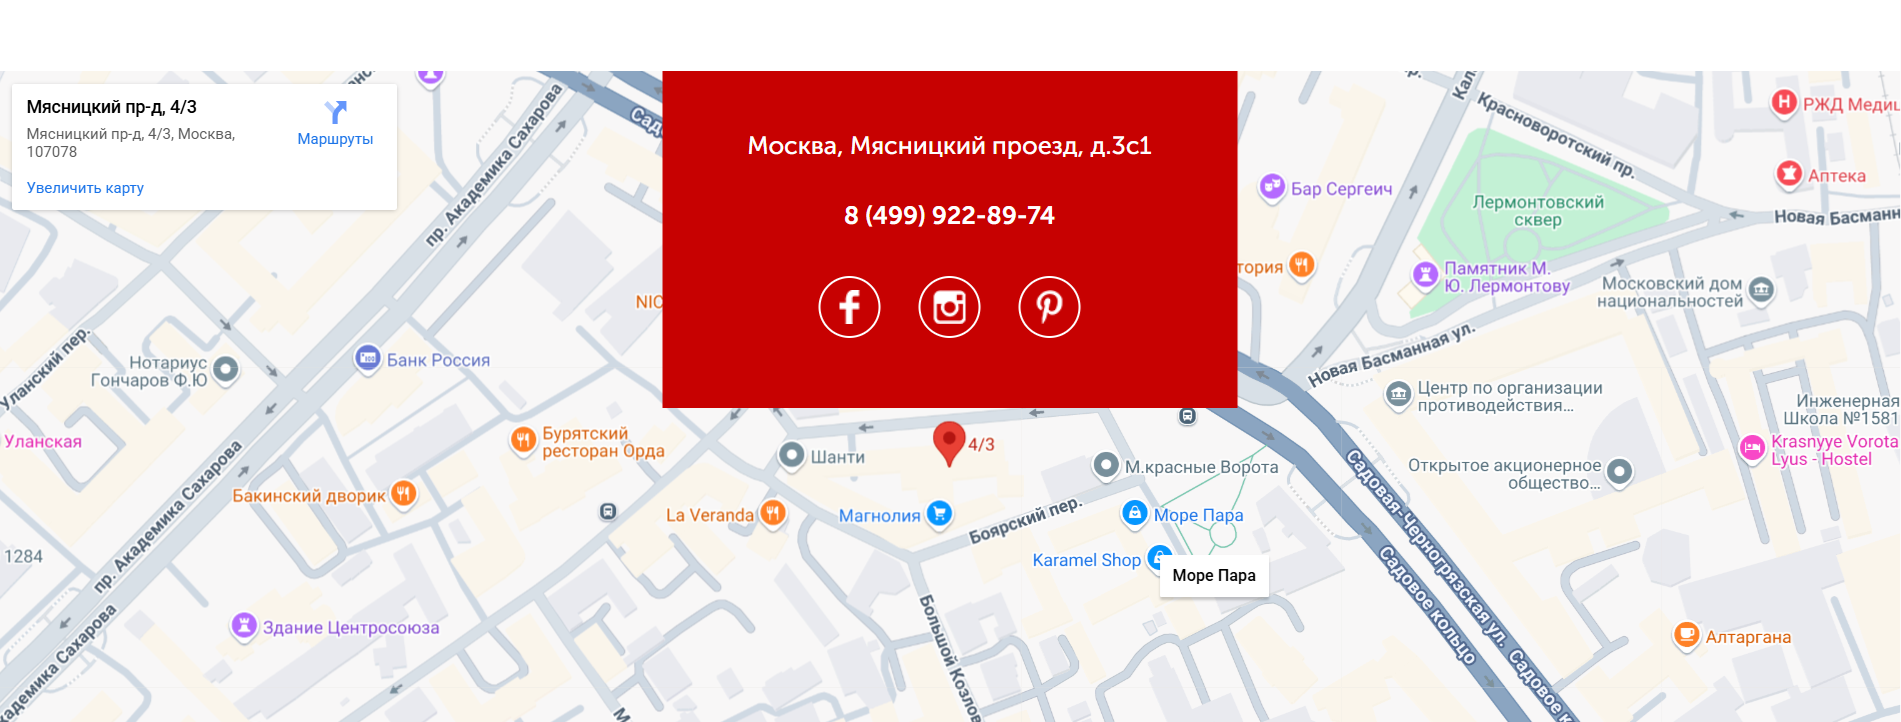 Мясницкий пр-д, 4/3
Мясницкий пр-д, 4/3, Москва,
107078
Маршруты
Увеличить карту
Москва, Мясницкий проезд, д.3с1
8 (499) 922-89-74
пр. Академика Сахарова
Красноворотский пр.
РЖД Медиц
Аптека
Бар Сергеич
Лермонтовский
сквер
Новая Басманн
тория
Памятник М.
Ю. Лермонтову
Московский дом
национальностей
NIC
Уланский пер.
Нотариус
Гончаров Ф.Ю
Банк Россия
Новая Басманная ул.
Центр по организации
противодействия...
Инженерная
Школа №1581
Уланская
Бурятский
ресторан Орда
Шанти
4/3
М.красные Ворота
Krasnyye Vorota
Lyus - Hostel
Открытое акционерное
общество...
Бакинский дворик
La Veranda
Магнолия
Боярский пер.
Море Пара
Садовая-Черногрязская ул.
1284
пр. Академика Сахарова
Karamel Shop
Море Пара
Садовое кольцо
Здание Центросоюза
Большой Козлов
Алтаргана
Садовое к
кадемика Сахарова